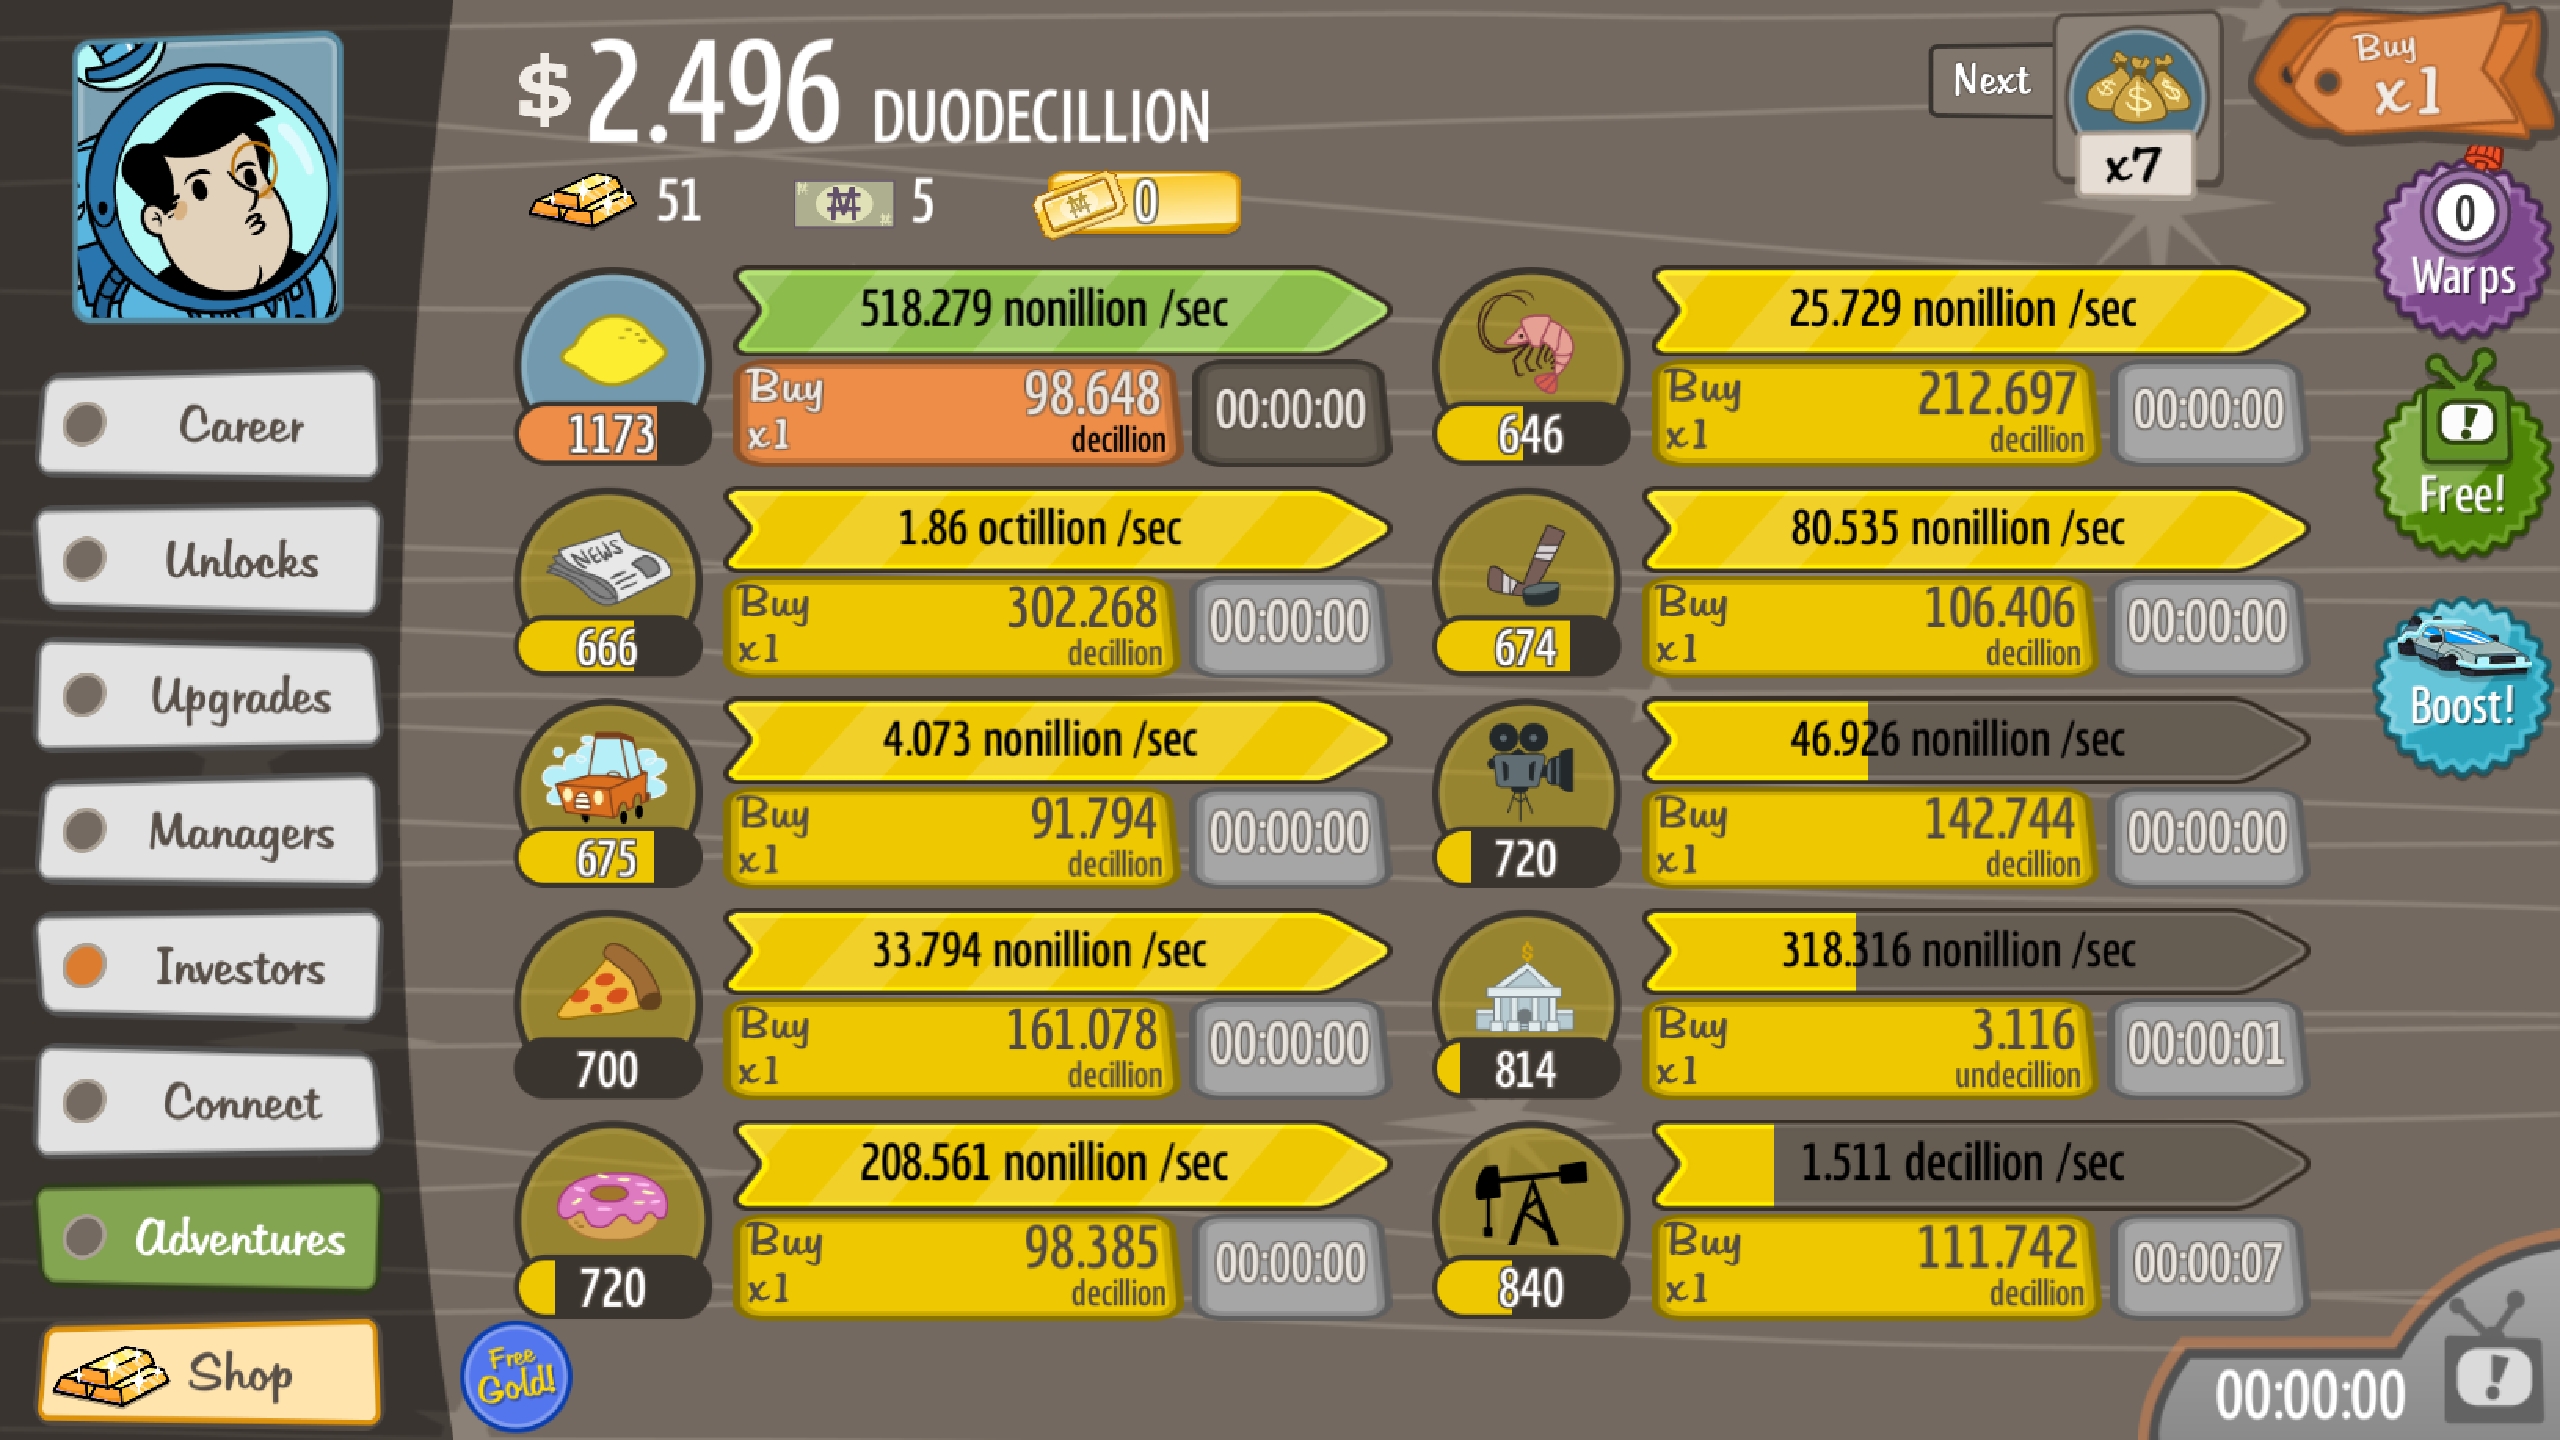 $2.496 DUODECILLION
51
5
0
Next
x7
Buy
x1
0
Warps
Free!
Boost!
Career
Unlocks
Upgrades
Managers
Investors
Connect
Adventures
Shop
518.279 nonillion /sec
1173
Buy
x1
98.648
decillion
00:00:00
NEWS
1.86 octillion /sec
666
Buy
x1
302.268
decillion
00:00:00
4.073 nonillion /sec
675
Buy
x1
91.794
decillion
00:00:00
33.794 nonillion /sec
700
Buy
x1
161.078
decillion
00:00:00
208.561 nonillion /sec
720
Buy
x1
98.385
decillion
00:00:00
25.729 nonillion /sec
646
Buy
x1
212.697
decillion
00:00:00
80.535 nonillion /sec
674
Buy
x1
106.406
decillion
00:00:00
46.926 nonillion /sec
720
Buy
x1
142.744
decillion
00:00:00
318.316 nonillion /sec
814
Buy
x1
3.116
undecillion
00:00:01
1.511 decillion /sec
840
Buy
x1
111.742
decillion
00:00:07
Free
Gold!
00:00:00